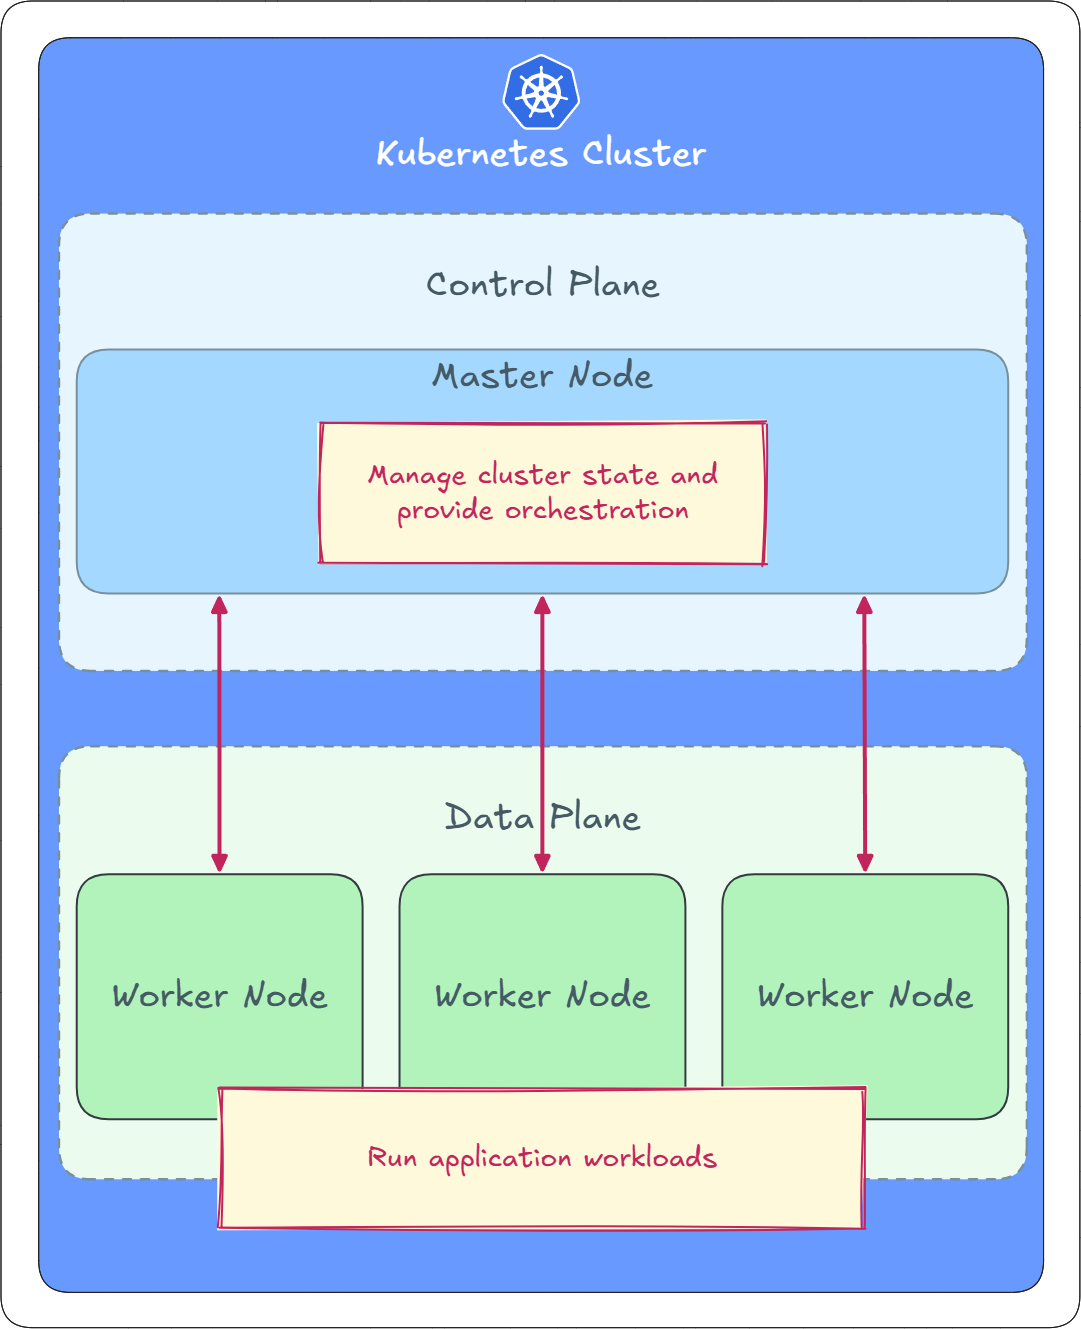 Kubernetes Cluster
Control Plane
Master Node
Manage cluster state and
provide orchestration
Data Plane
Worker Node
Worker Node
Worker Node
Run application workloads